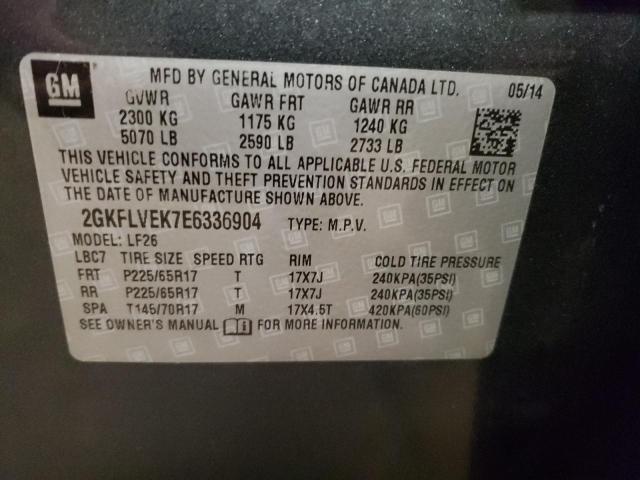 GM
MFD BY GENERAL MOTORS OF CANADA LTD. 05/14
GVWR GAWR FRT GAWR RR
2300 KG 1175 KG 1240 KG
5070 LB 2590 LB 2733 LB
THIS VEHICLE CONFORMS TO ALL APPLICABLE U.S. FEDERAL MOTOR
VEHICLE SAFETY AND THEFT PREVENTION STANDARDS IN EFFECT ON
THE DATE OF MANUFACTURE SHOWN ABOVE.
2GKFLVEK7E6336904 TYPE: M.P.V.
MODEL: LF26
LBC7 TIRE SIZE SPEED RTG RIM COLD TIRE PRESSURE
FRT P225/65R17 T 17X7J 240KPA(35PSI)
RR P225/65R17 T 17X7J 240KPA(35PSI)
SPA T145/70R17 M 17X4.5T 420KPA(60PSI)
SEE OWNER'S MANUAL FOR MORE INFORMATION.